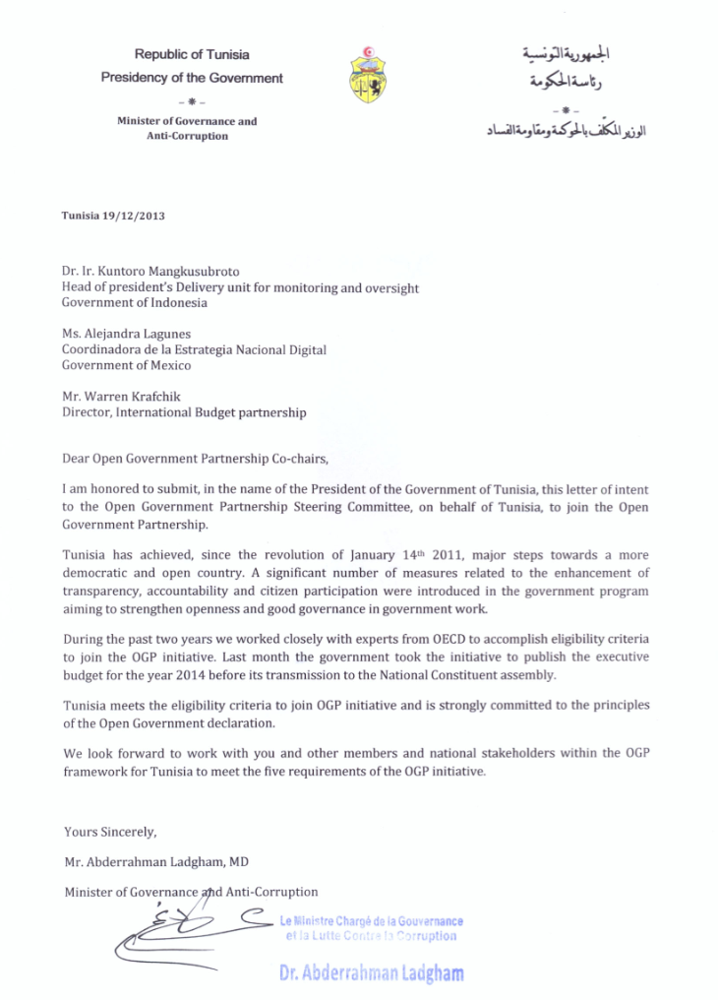 Republic of Tunisia
Presidency of the Government
Minister of Governance and
Anti-Corruption
الجمهورية التونسية
رئاسة الحكومة
الوزير المكلّف بالحوكمة ومقاومة الفساد
Tunisia 19/12/2013
Dr. Ir. Kuntoro Mangkusubroto
Head of president's Delivery unit for monitoring and oversight
Government of Indonesia
Ms. Alejandra Lagunes
Coordinadora de la Estrategia Nacional Digital
Government of Mexico
Mr. Warren Krafchik
Director, International Budget partnership
Dear Open Government Partnership Co-chairs,
I am honored to submit, in the name of the President of the Government of Tunisia, this letter of intent
to the Open Government Partnership Steering Committee, on behalf of Tunisia, to join the Open
Government Partnership.
Tunisia has achieved, since the revolution of January 14th 2011, major steps towards a more
democratic and open country. A significant number of measures related to the enhancement of
transparency, accountability and citizen participation were introduced in the government program
aiming to strengthen openness and good governance in government work.
During the past two years we worked closely with experts from OECD to accomplish eligibility criteria
to join the OGP initiative. Last month the government took the initiative to publish the executive
budget for the year 2014 before its transmission to the National Constituent assembly.
Tunisia meets the eligibility criteria to join OGP initiative and is strongly committed to the principles
of the Open Government declaration.
We look forward to work with you and other members and national stakeholders within the OGP
framework for Tunisia to meet the five requirements of the OGP initiative.
Yours Sincerely,
Mr. Abderrahman Ladgham, MD
Minister of Governance and Anti-Corruption
Le Ministre Chargé de la Gouvernance
et la Lutte Contre la Corruption
Dr. Abderrahman Ladgham